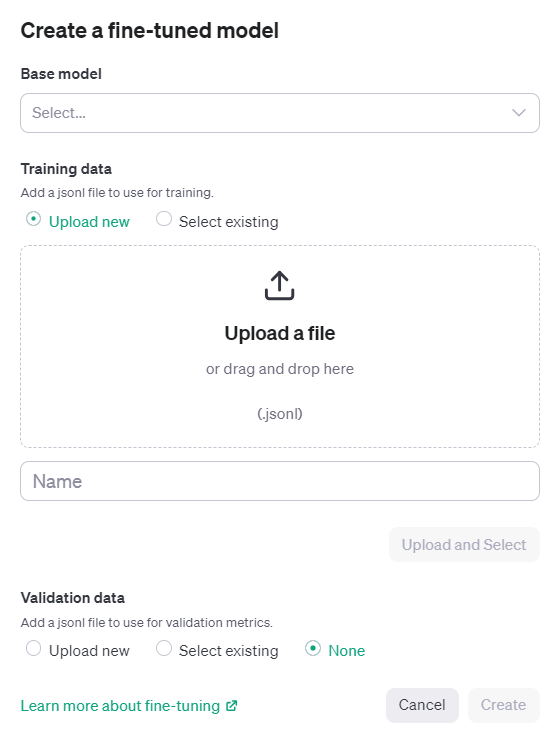 Create a fine-tuned model
Base model
Select...
Training data
Add a jsonl file to use for training.
Upload new Select existing
Upload a file
or drag and drop here
(.jsonl)
Name
Upload and Select
Validation data
Add a jsonl file to use for validation metrics.
Upload new Select existing None
Learn more about fine-tuning Cancel Create